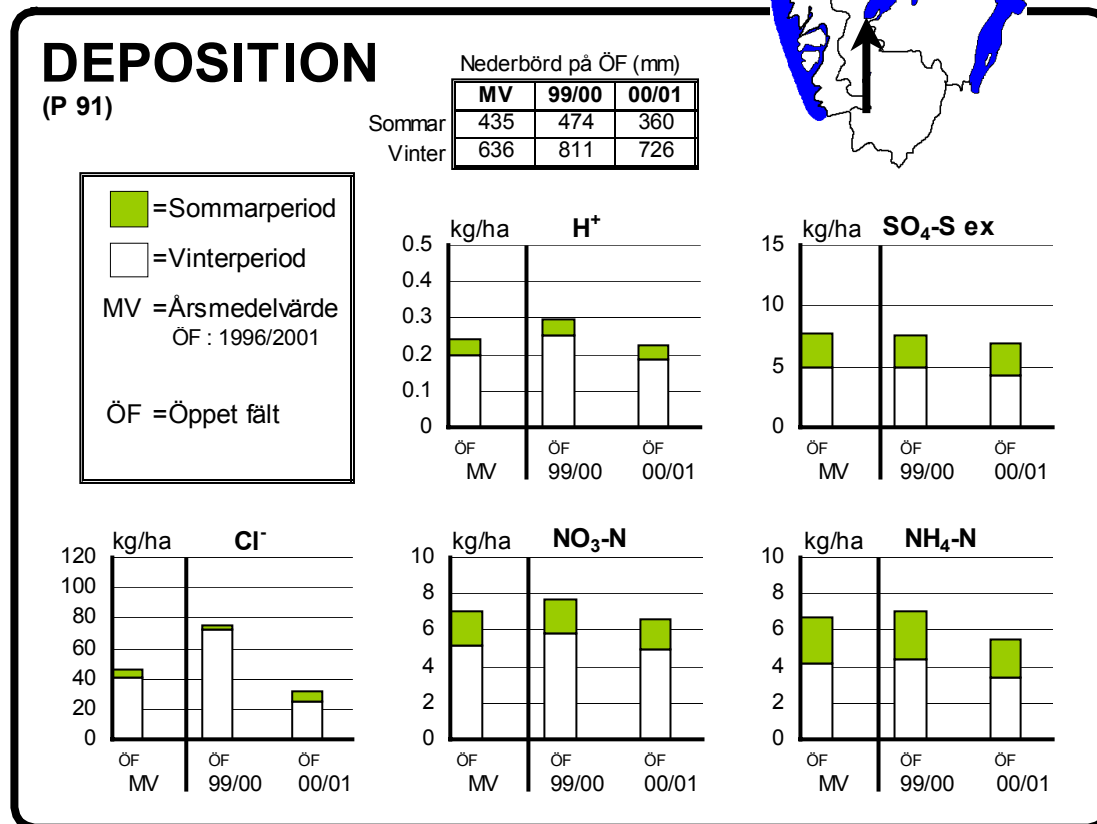 DEPOSITION
(P 91)
Nederbörd på ÖF (mm)
MV 99/00 00/01
Sommar 435 474 360
Vinter 636 811 726
=Sommarperiod
=Vinterperiod
MV =Årsmedelvärde
ÖF : 1996/2001
ÖF =Öppet fält
kg/ha H⁺
0.5
0.4
0.3
0.2
0.1
0
ÖF ÖF ÖF
MV 99/00 00/01
kg/ha SO₄-S ex
15
10
5
0
ÖF ÖF ÖF
MV 99/00 00/01
kg/ha Cl⁻
120
100
80
60
40
20
0
ÖF ÖF ÖF
MV 99/00 00/01
kg/ha NO₃-N
10
8
6
4
2
0
ÖF ÖF ÖF
MV 99/00 00/01
kg/ha NH₄-N
10
8
6
4
2
0
ÖF ÖF ÖF
MV 99/00 00/01